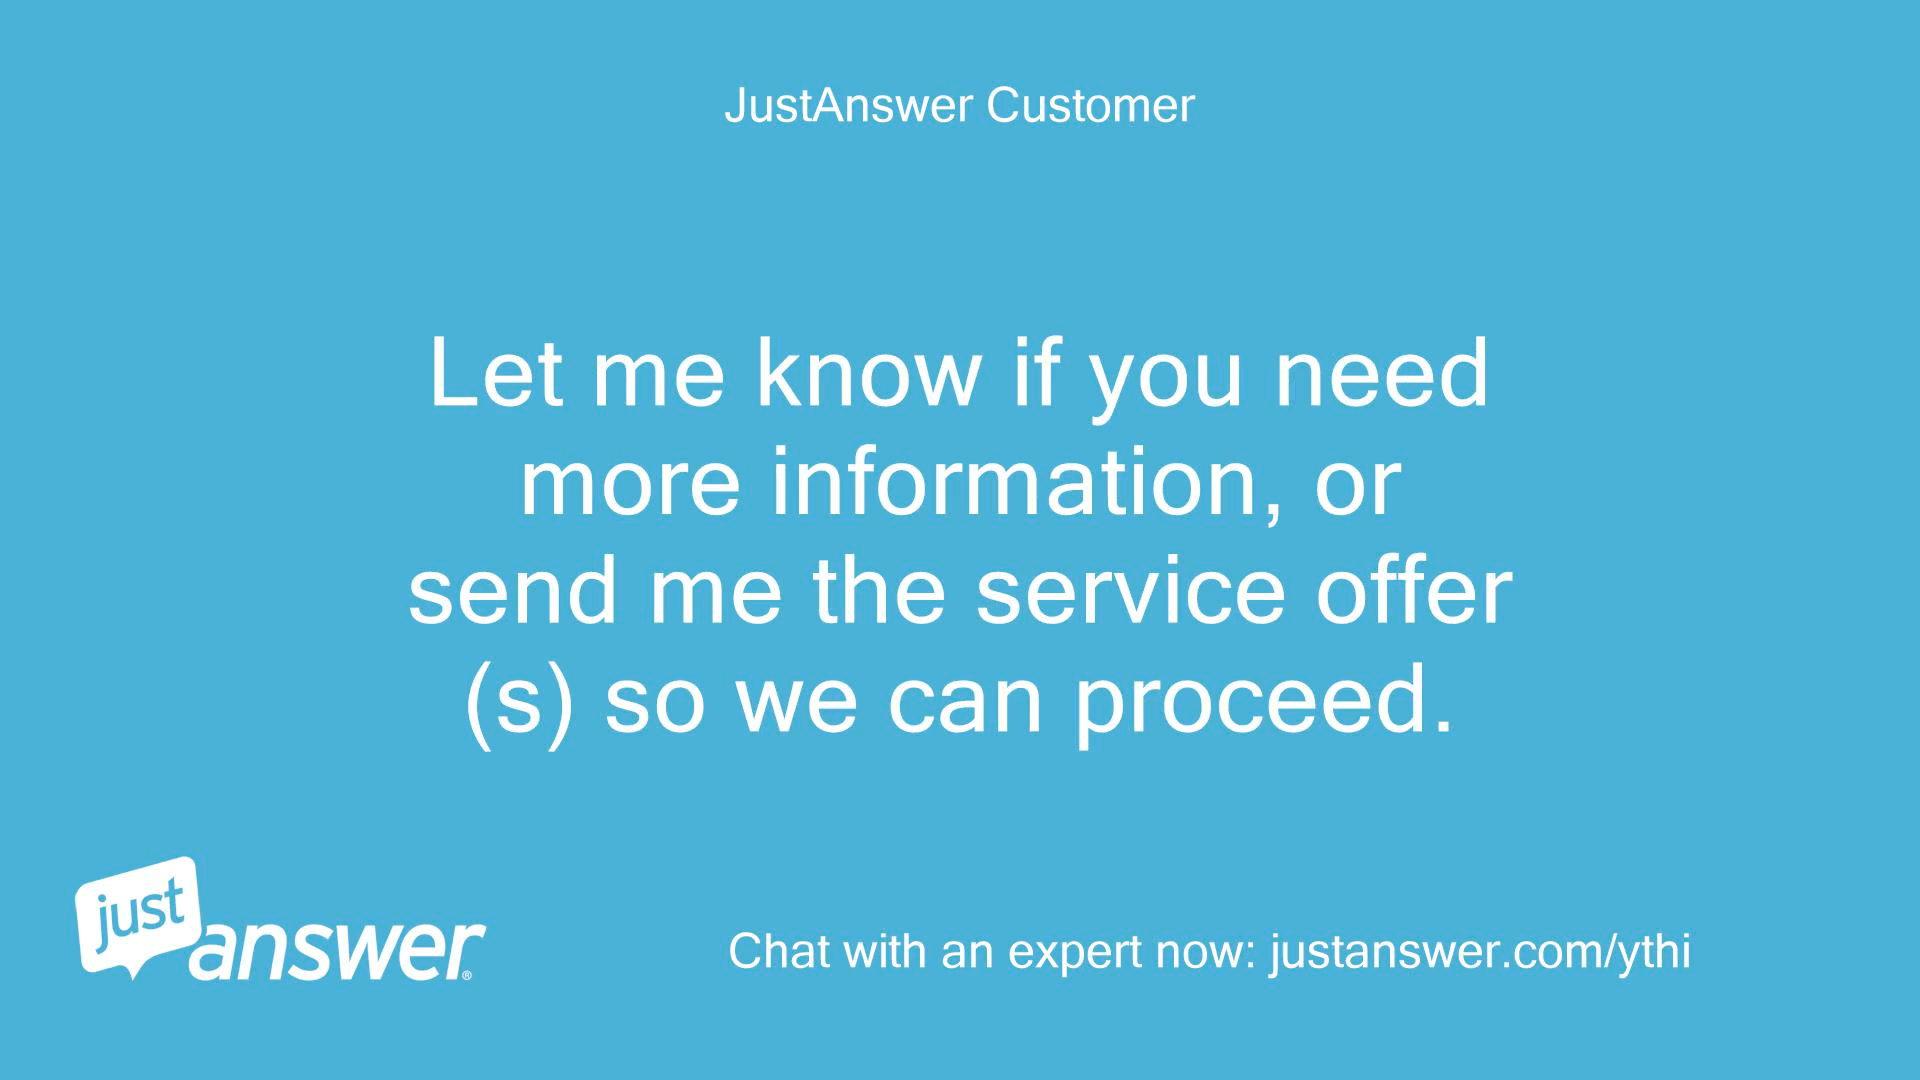 JustAnswer Customer
Let me know if you need
more information, or
send me the service offer
(s) so we can proceed.
just
answer®
Chat with an expert now: justanswer.com/ythi